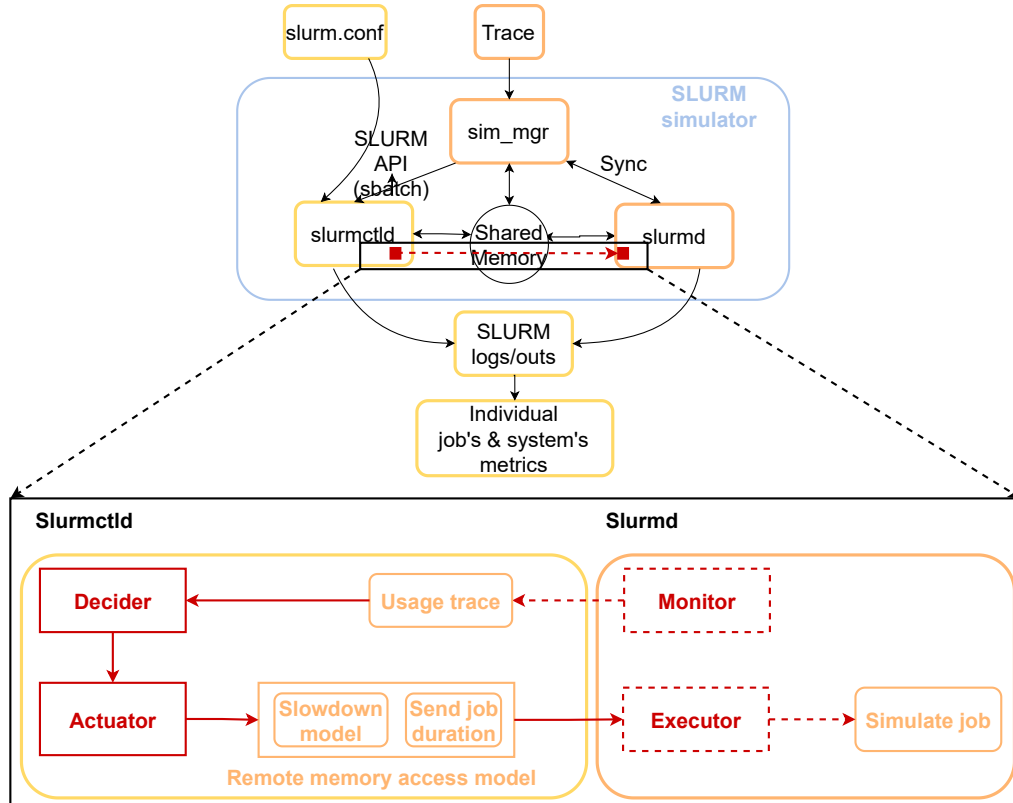 slurm.conf
Trace
SLURM
simulator
sim_mgr
SLURM
API
(sbatch)
Sync
slurmctld
Shared
Memory
slurmd
SLURM
logs/outs
Individual
job's & system's
metrics
Slurmctld
Slurmd
Decider
Usage trace
Monitor
Actuator
Slowdown
model
Send job
duration
Executor
Simulate job
Remote memory access model